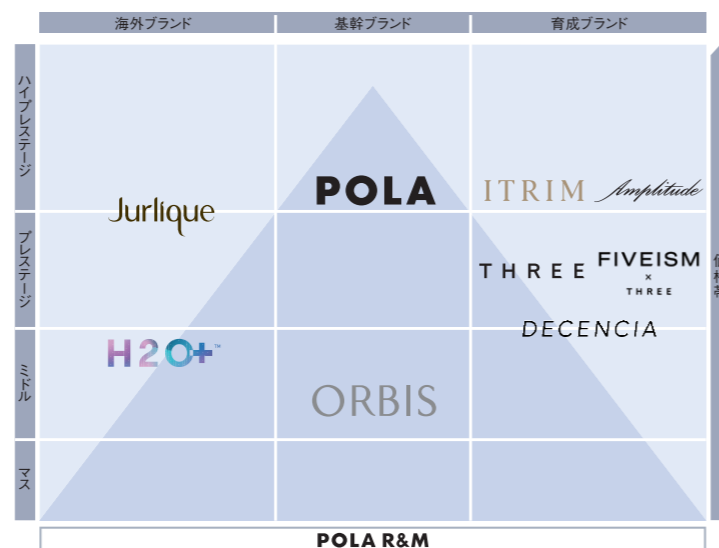 海外ブランド
基幹ブランド
育成ブランド
ハイプレステージ
POLA
ITRIM
Amplitude
Jurlique
プレステージ
THREE
FIVEISM
×
THREE
DECENCIA
H2O+™
ミドル
ORBIS
マス
POLA R&M